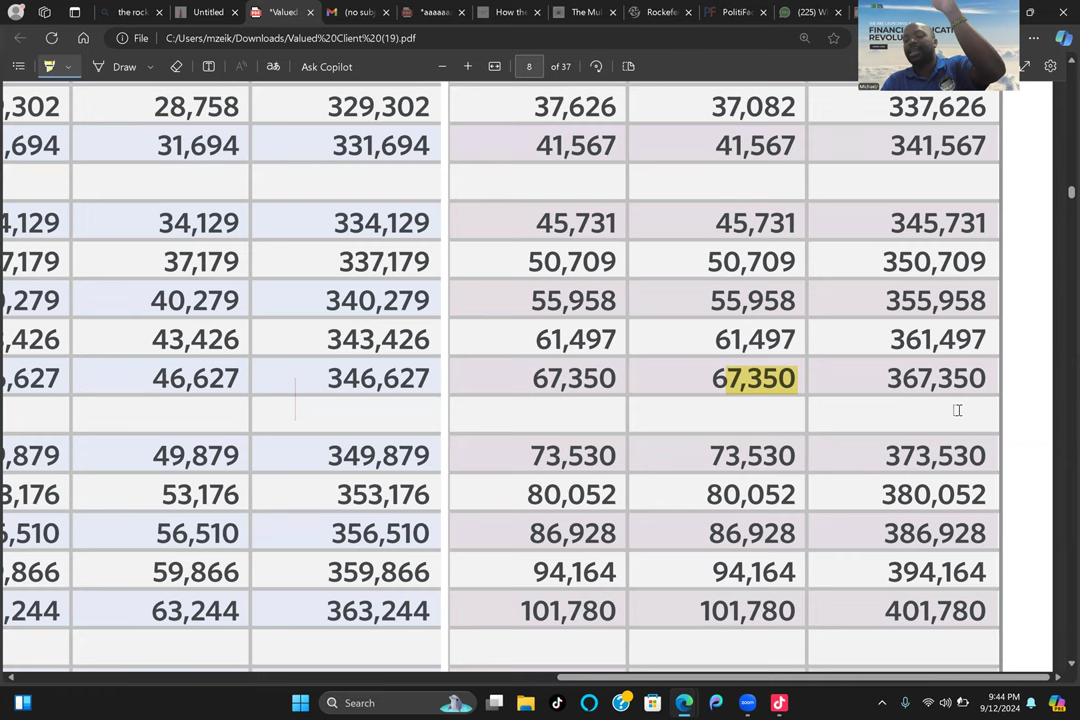 the rock
Untitled
*Valued
(no sub
*aaaaaa
How the
The Mul
Rockefe
PolitiFac
(225) W
File
C:/Users/mzeik/Downloads/Valued%20Client%20(19).pdf
Draw
Ask Copilot
8 of 37
Michael
,302 28,758 329,302 37,626 37,082 337,626
,694 31,694 331,694 41,567 41,567 341,567
4,129 34,129 334,129 45,731 45,731 345,731
7,179 37,179 337,179 50,709 50,709 350,709
,279 40,279 340,279 55,958 55,958 355,958
,426 43,426 343,426 61,497 61,497 361,497
,627 46,627 346,627 67,350 67,350 367,350
,879 49,879 349,879 73,530 73,530 373,530
3,176 53,176 353,176 80,052 80,052 380,052
,510 56,510 356,510 86,928 86,928 386,928
,866 59,866 359,866 94,164 94,164 394,164
,244 63,244 363,244 101,780 101,780 401,780
Search
9:44 PM
9/12/2024